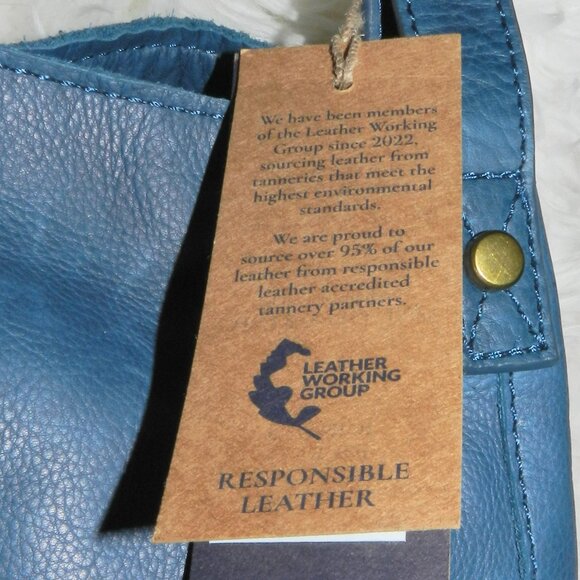 We have been members
of the Leather Working
Group since 2022,
sourcing leather from
tanneries that meet the
highest environmental
standards.
We are proud to
source over 95% of our
leather from responsible
leather accredited
tannery partners.
LEATHER
WORKING
GROUP
RESPONSIBLE
LEATHER